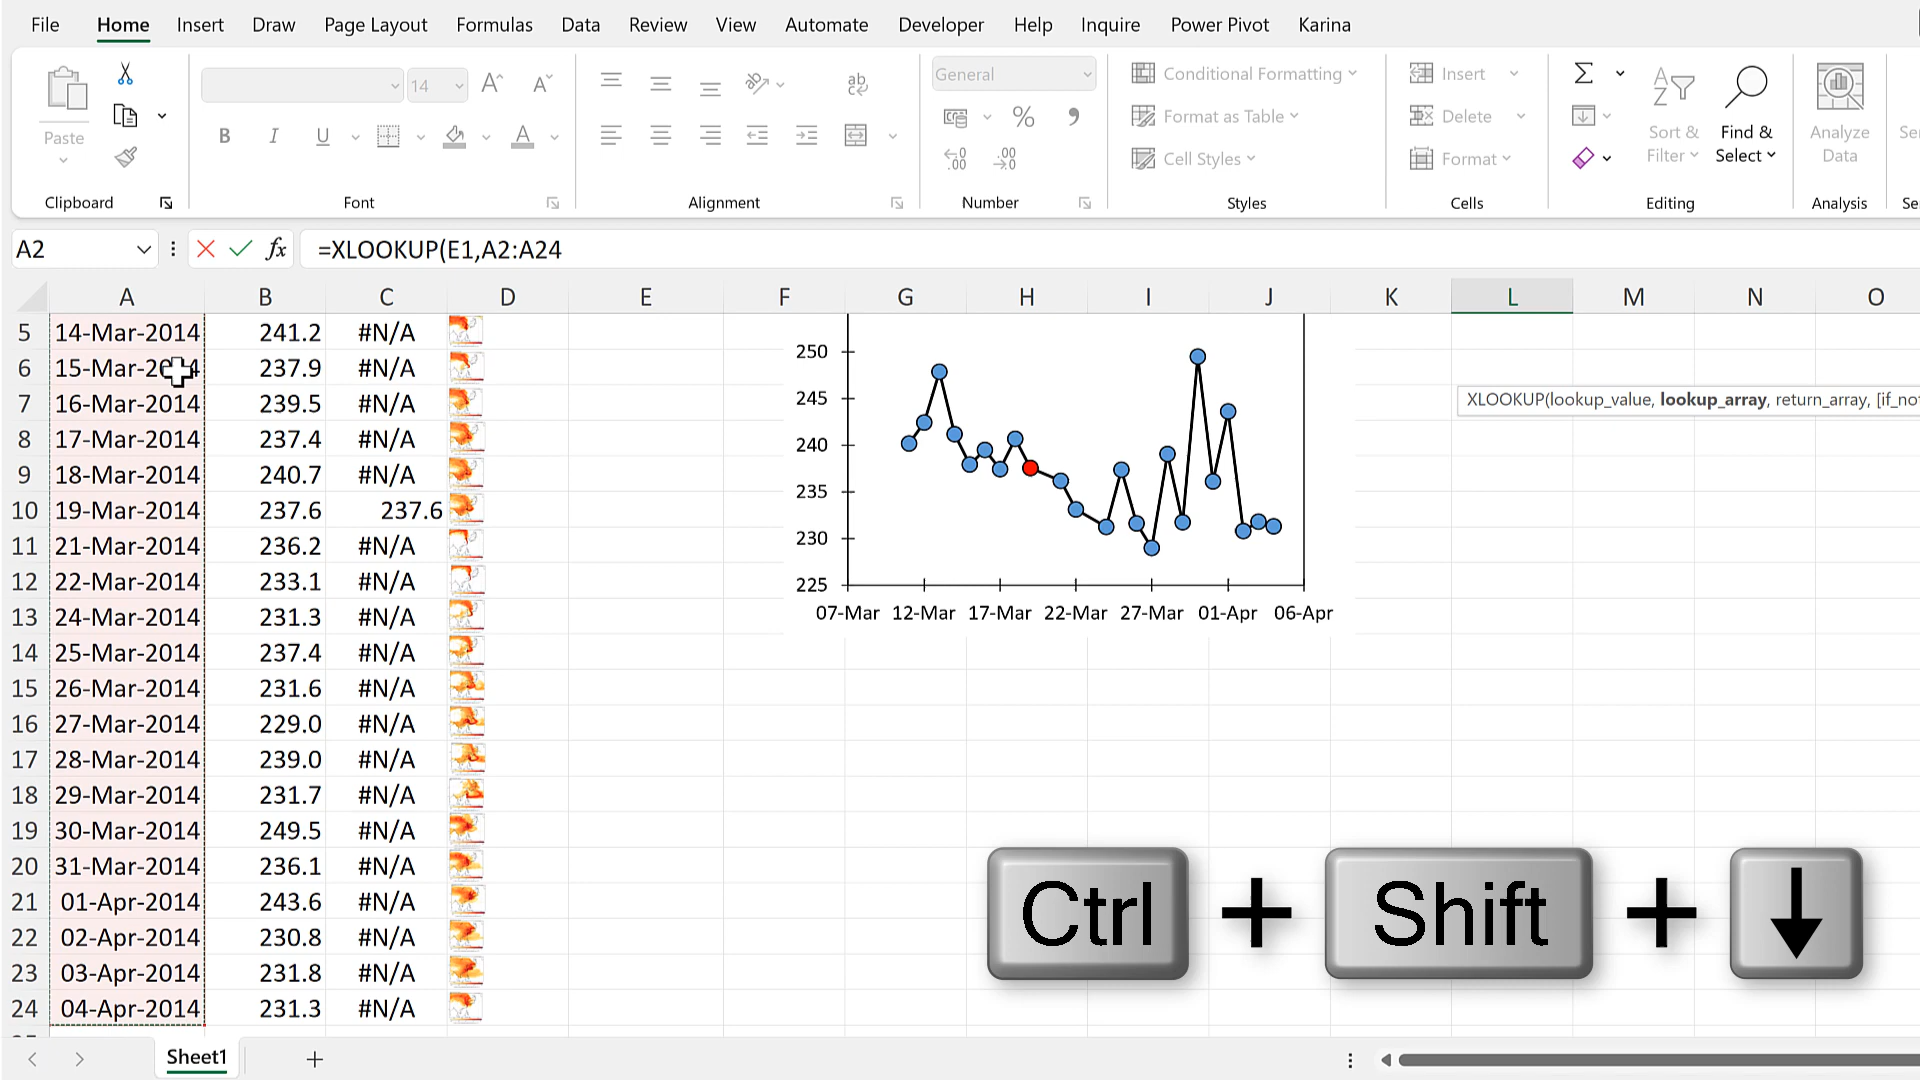 File Home Insert Draw Page Layout Formulas Data Review View Automate Developer Help Inquire Power Pivot Karina
Paste
Clipboard
14
B I U A
Font
ab
c
Alignment
General
% 9
Number
Conditional Formatting
Format as Table
Cell Styles
Styles
Insert
Delete
Format
Cells
Sort &
Filter
Find &
Select
Editing
Analyze
Data
Analysis
A2 fx =XLOOKUP(E1,A2:A24
A B C D E F G H I J K L M N O
5 14-Mar-2014 241.2 #N/A
6 15-Mar-2014 237.9 #N/A
7 16-Mar-2014 239.5 #N/A
8 17-Mar-2014 237.4 #N/A
9 18-Mar-2014 240.7 #N/A
10 19-Mar-2014 237.6 237.6
11 21-Mar-2014 236.2 #N/A
12 22-Mar-2014 233.1 #N/A
13 24-Mar-2014 231.3 #N/A
14 25-Mar-2014 237.4 #N/A
15 26-Mar-2014 231.6 #N/A
16 27-Mar-2014 229.0 #N/A
17 28-Mar-2014 239.0 #N/A
18 29-Mar-2014 231.7 #N/A
19 30-Mar-2014 249.5 #N/A
20 31-Mar-2014 236.1 #N/A
21 01-Apr-2014 243.6 #N/A
22 02-Apr-2014 230.8 #N/A
23 03-Apr-2014 231.8 #N/A
24 04-Apr-2014 231.3 #N/A
250
245
240
235
230
225
07-Mar 12-Mar 17-Mar 22-Mar 27-Mar 01-Apr 06-Apr
XLOOKUP(lookup_value, lookup_array, return_array, [if_no
Ctrl + Shift + ↓
Sheet1